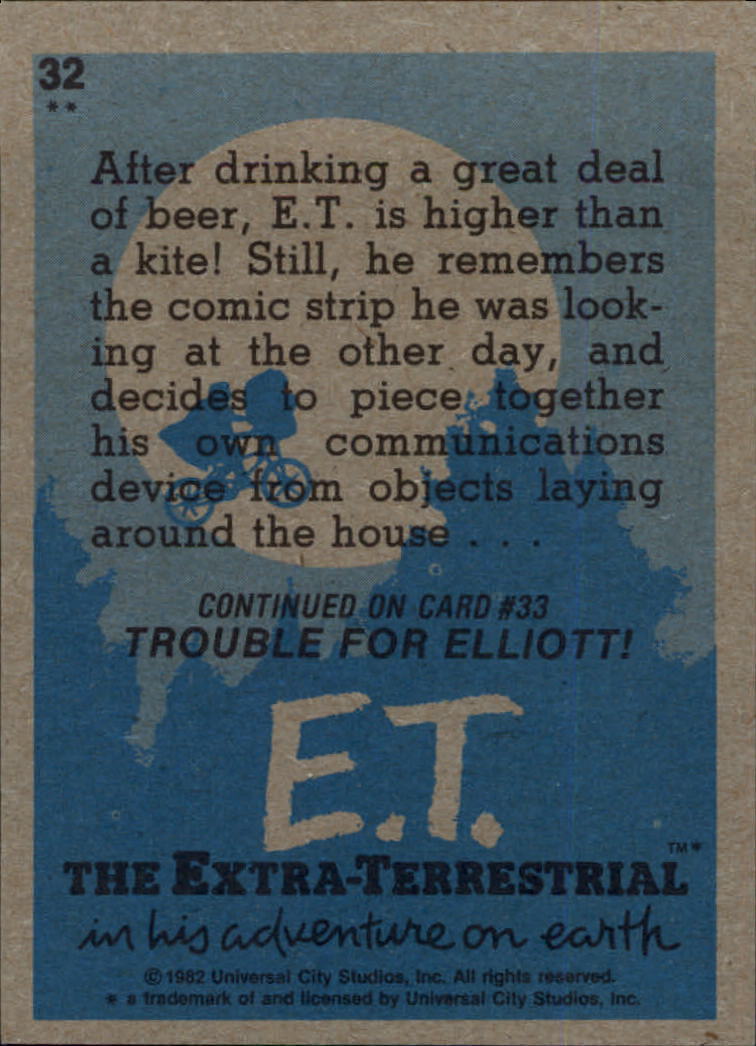 32
**
After drinking a great deal
of beer, E.T. is higher than
a kite! Still, he remembers
the comic strip he was look-
ing at the other day, and
decides to piece together
his own communications
device from objects laying
around the house . . .
CONTINUED ON CARD #33
TROUBLE FOR ELLIOTT!
E.T.
TM*
THE EXTRA-TERRESTRIAL
in his adventure on earth
© 1982 Universal City Studios, Inc. All rights reserved.
* a trademark of and licensed by Universal City Studios, Inc.